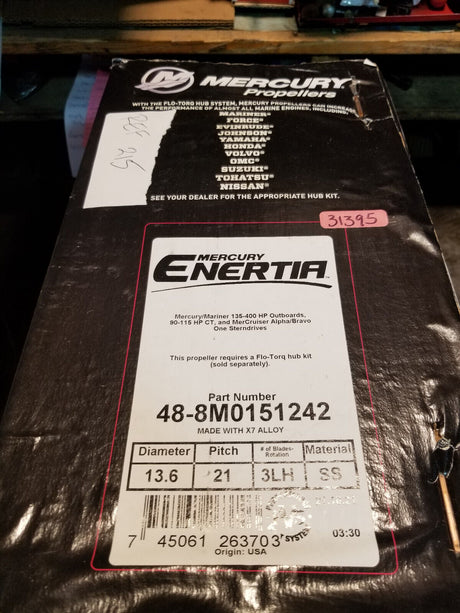 MERCURY
Propellers
WITH THE FLO-TORQ HUB SYSTEM, MERCURY PROPELLERS CAN INCREASE
THE PERFORMANCE OF ALMOST ALL MARINE ENGINES, INCLUDING,
MARINER®
FORCE®
EVINRUDE®
JOHNSON®
YAMAHA®
HONDA®
VOLVO®
OMC®
SUZUKI®
TOHATSU®
NISSAN®
SEE YOUR DEALER FOR THE APPROPRIATE HUB KIT.
31395
MERCURY
ENERTIA
Mercury/Mariner 135-400 HP Outboards,
90-115 HP CT, and MerCruiser Alpha/Bravo
One Sterndrives
This propeller requires a Flo-Torq hub kit
(sold separately).
Part Number
48-8M0151242
MADE WITH X7 ALLOY
Diameter Pitch # of Blades-Rotation Material
13.6 21 3LH SS
7 45061 263703
SYSTEM
03:30
Origin: USA